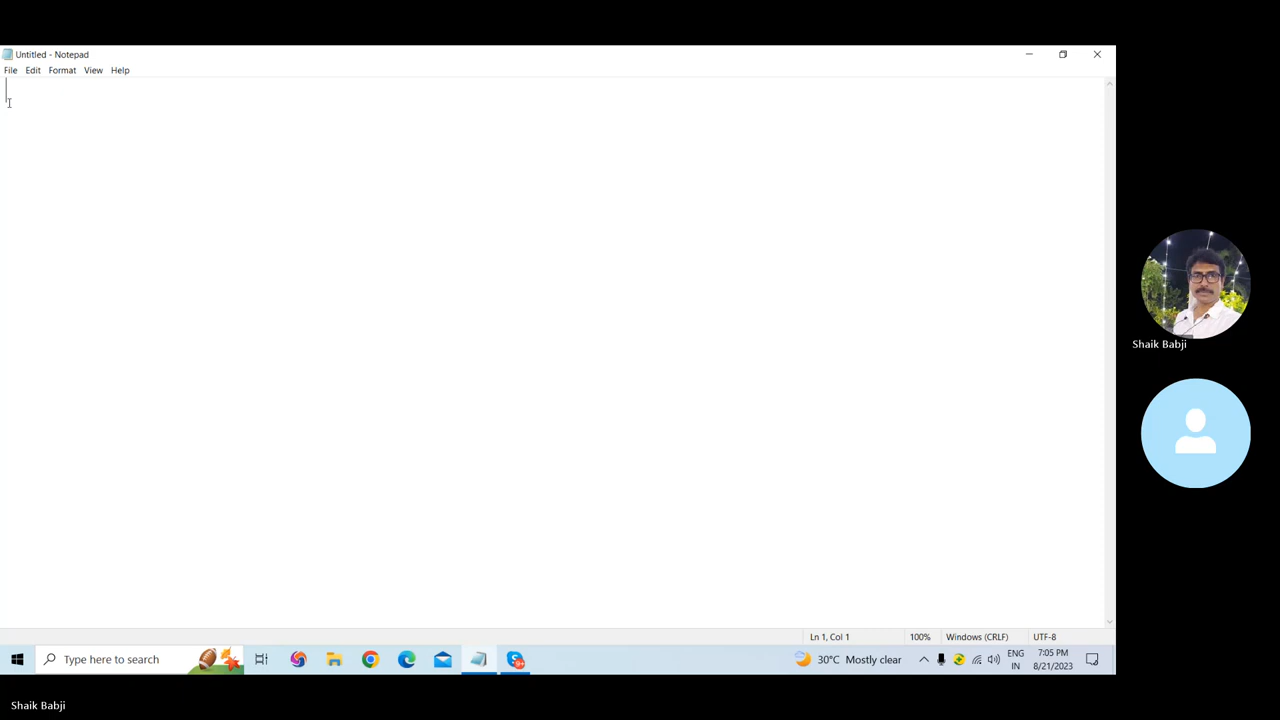 Untitled - Notepad
File Edit Format View Help
Shaik Babji
Ln 1, Col 1 100% Windows (CRLF) UTF-8
Type here to search
30°C Mostly clear
ENG
IN
7:05 PM
8/21/2023
Shaik Babji